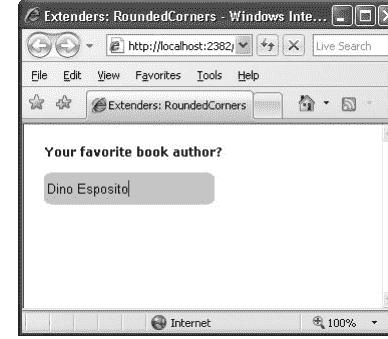 Extenders: RoundedCorners - Windows Inte...
http://localhost:2382/
Live Search
File Edit View Favorites Tools Help
Extenders: RoundedCorners
Your favorite book author?
Dino Esposito
Internet
100%